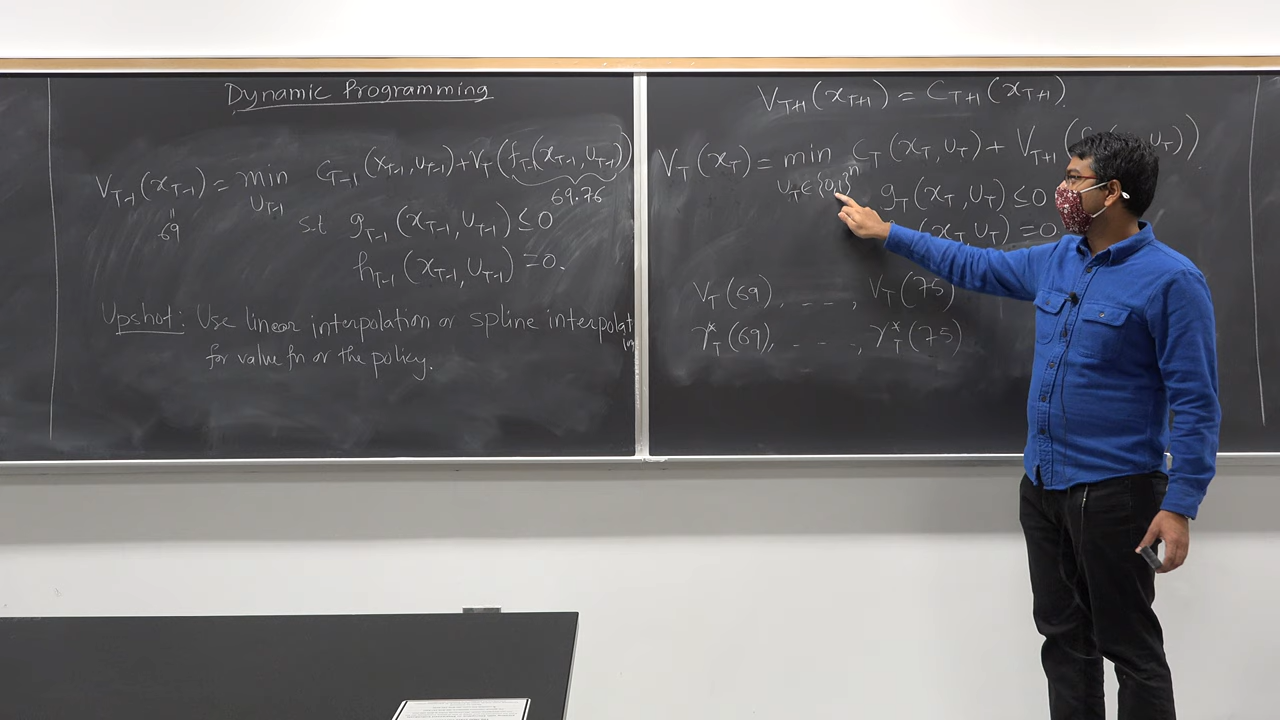 Dynamic Programming
V_{T-1}(x_{T-1}) = min_{U_{T-1}} C_{T-1}(x_{T-1}, u_{T-1}) + V_T(f_{T-1}(x_{T-1}, u_{T-1}))
69
69.76
s.t g_{T-1}(x_{T-1}, u_{T-1}) ≤ 0
h_{T-1}(x_{T-1}, U_{T-1}) = 0.
Upshot: Use linear interpolation or spline interpolation
for value fn or the policy.
V_{T+1}(x_{T+1}) = C_{T+1}(x_{T+1}).
V_T(x_T) = min C_T(x_T, U_T) + V_{T+1}(
u_T))
g_T(x_T, U_T) ≤ 0
(x_T, U_T) = 0
V_T(69), ---, V_T(75)
γ*_T(69), ---, γ*_T(75)